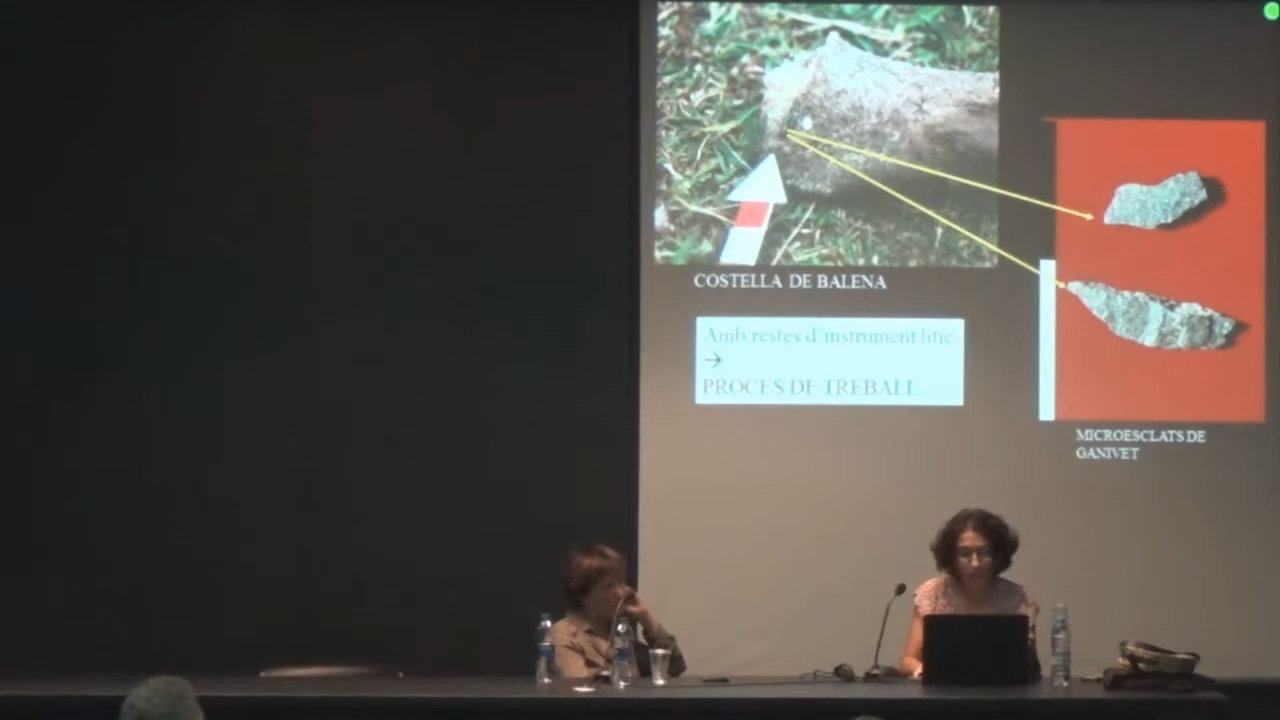 COSTELLA DE BALENA
Amb restes d'instrument lític
→
PROCES DE TREBALL
MICROESCLATS DE
GANIVET